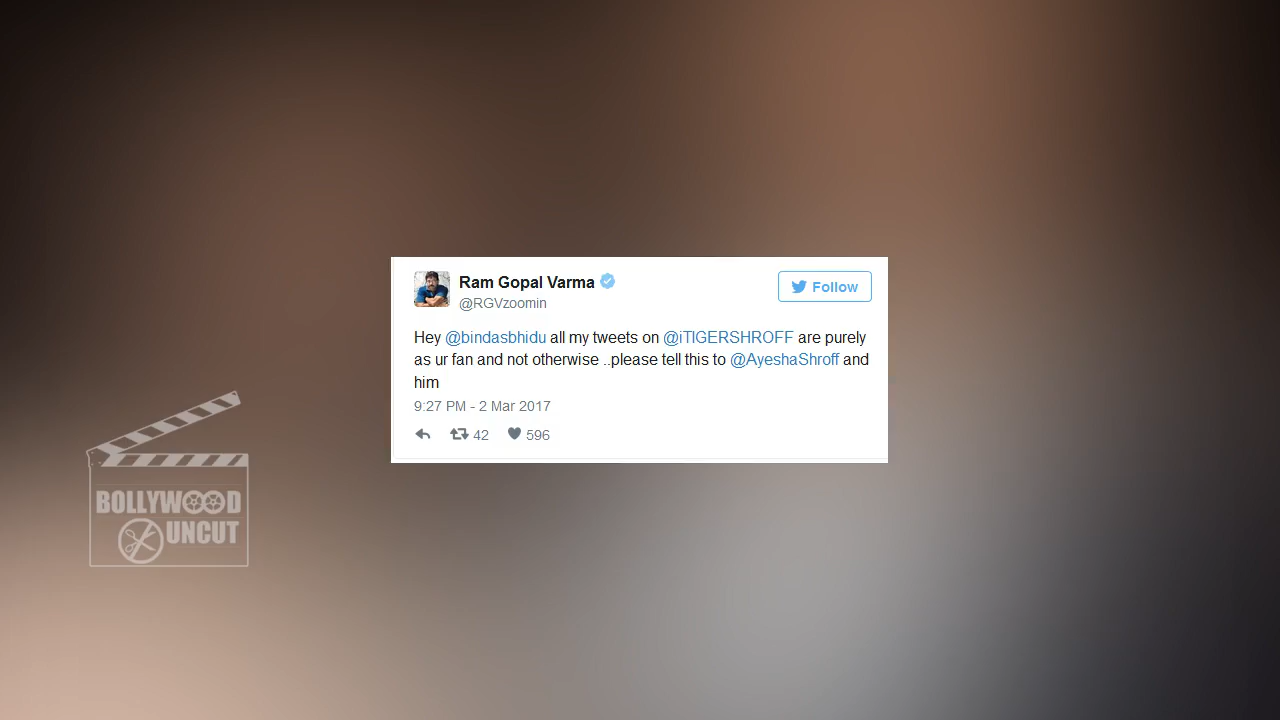 Ram Gopal Varma
Follow
@RGVzoomin
Hey @bindasbhidu all my tweets on @iTIGERSHROFF are purely
as ur fan and not otherwise ..please tell this to @AyeshaShroff and
him
9:27 PM - 2 Mar 2017
42 596
BOLLYWOOD
UNCUT